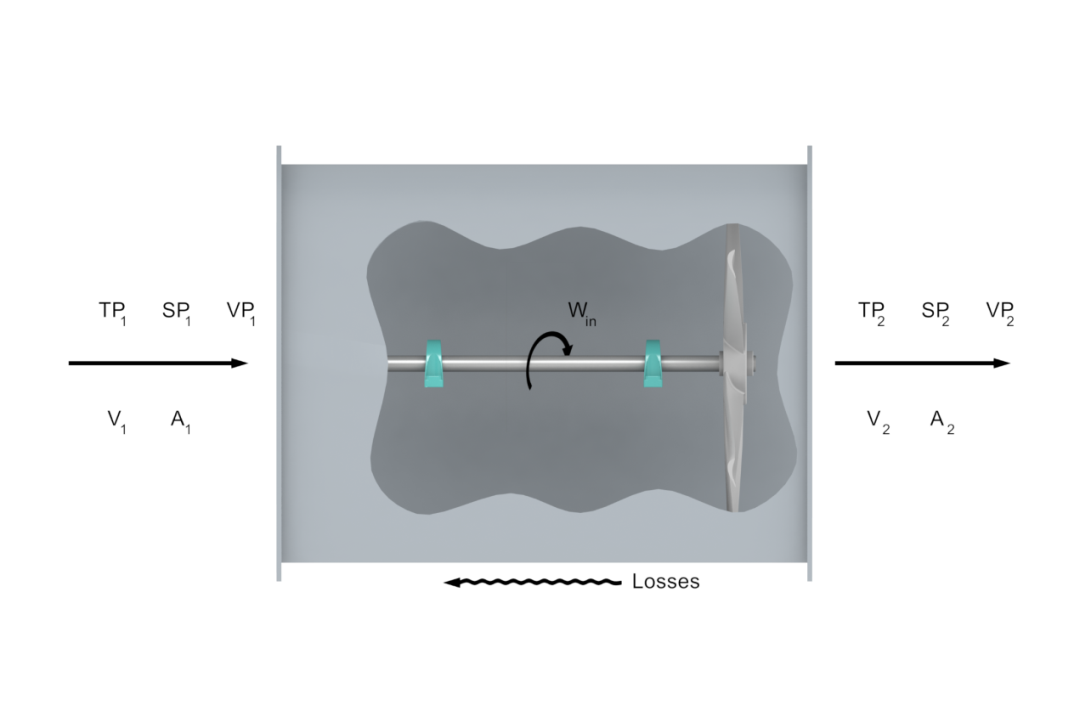 TP1 SP1 VP1
V1 A1
Win
TP2 SP2 VP2
V2 A2
Losses